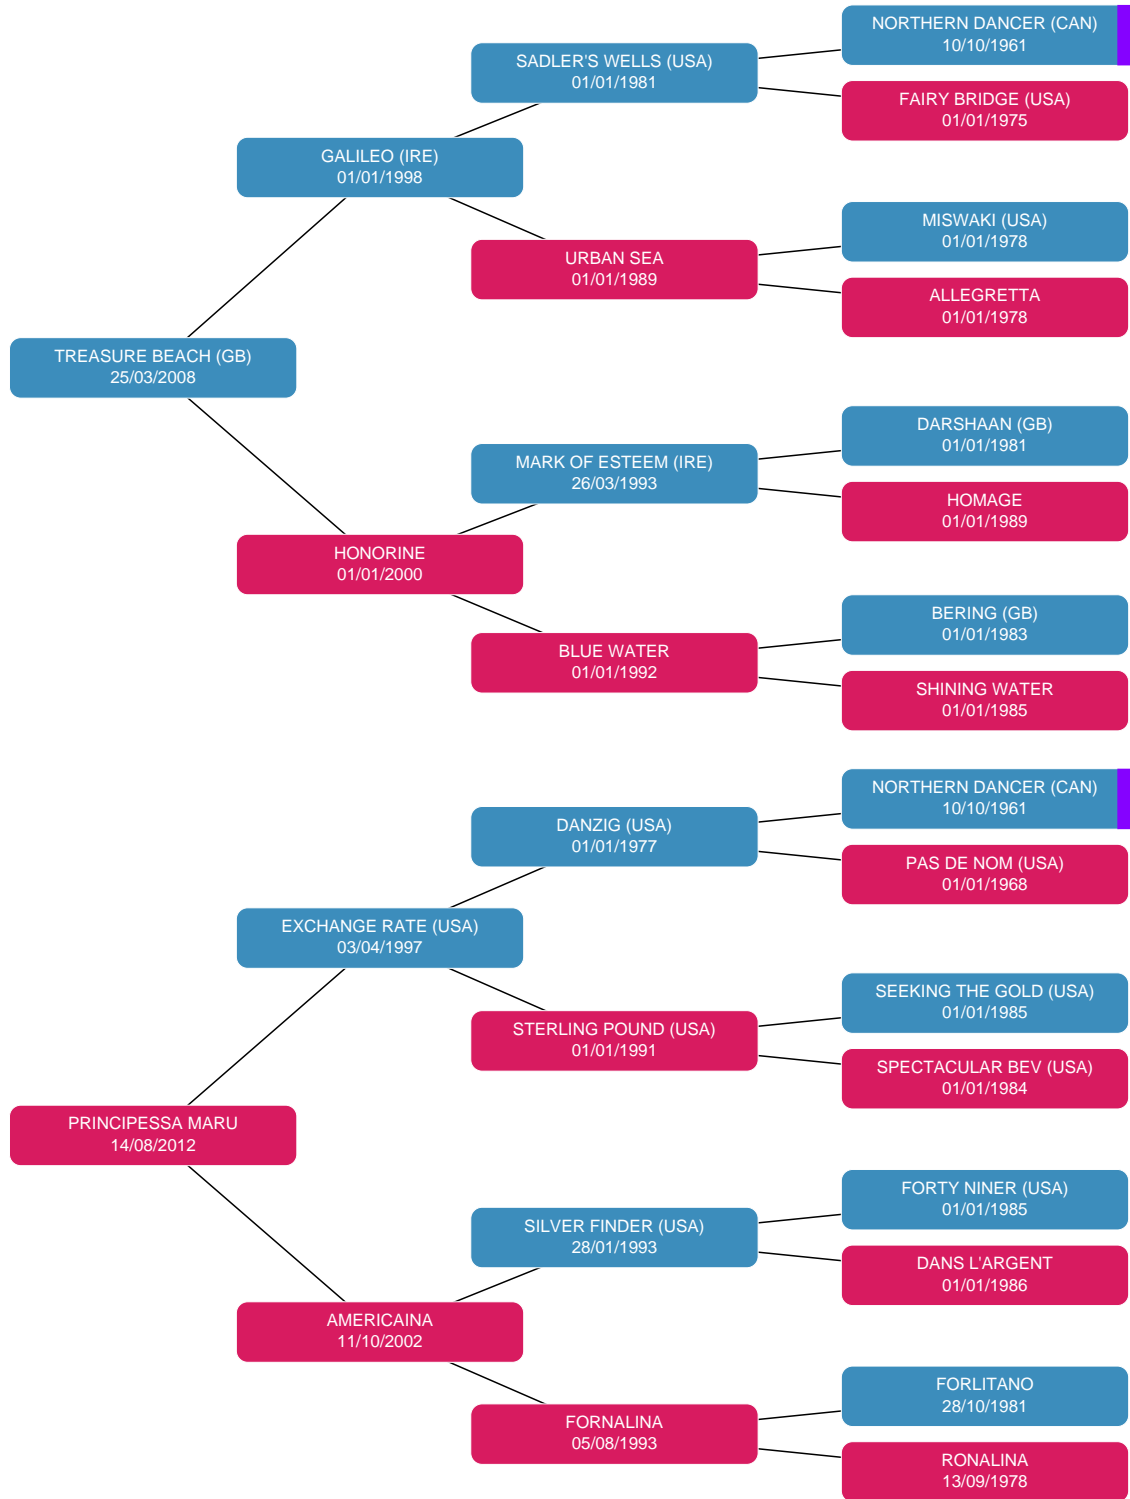 NORTHERN DANCER (CAN)
10/10/1961
SADLER'S WELLS (USA)
01/01/1981
FAIRY BRIDGE (USA)
01/01/1975
GALILEO (IRE)
01/01/1998
MISWAKI (USA)
01/01/1978
URBAN SEA
01/01/1989
ALLEGRETTA
01/01/1978
TREASURE BEACH (GB)
25/03/2008
DARSHAAN (GB)
01/01/1981
MARK OF ESTEEM (IRE)
26/03/1993
HOMAGE
01/01/1989
HONORINE
01/01/2000
BERING (GB)
01/01/1983
BLUE WATER
01/01/1992
SHINING WATER
01/01/1985
NORTHERN DANCER (CAN)
10/10/1961
DANZIG (USA)
01/01/1977
PAS DE NOM (USA)
01/01/1968
EXCHANGE RATE (USA)
03/04/1997
SEEKING THE GOLD (USA)
01/01/1985
STERLING POUND (USA)
01/01/1991
SPECTACULAR BEV (USA)
01/01/1984
PRINCIPESSA MARU
14/08/2012
FORTY NINER (USA)
01/01/1985
SILVER FINDER (USA)
28/01/1993
DANS L'ARGENT
01/01/1986
AMERICAINA
11/10/2002
FORLITANO
28/10/1981
FORNALINA
05/08/1993
RONALINA
13/09/1978